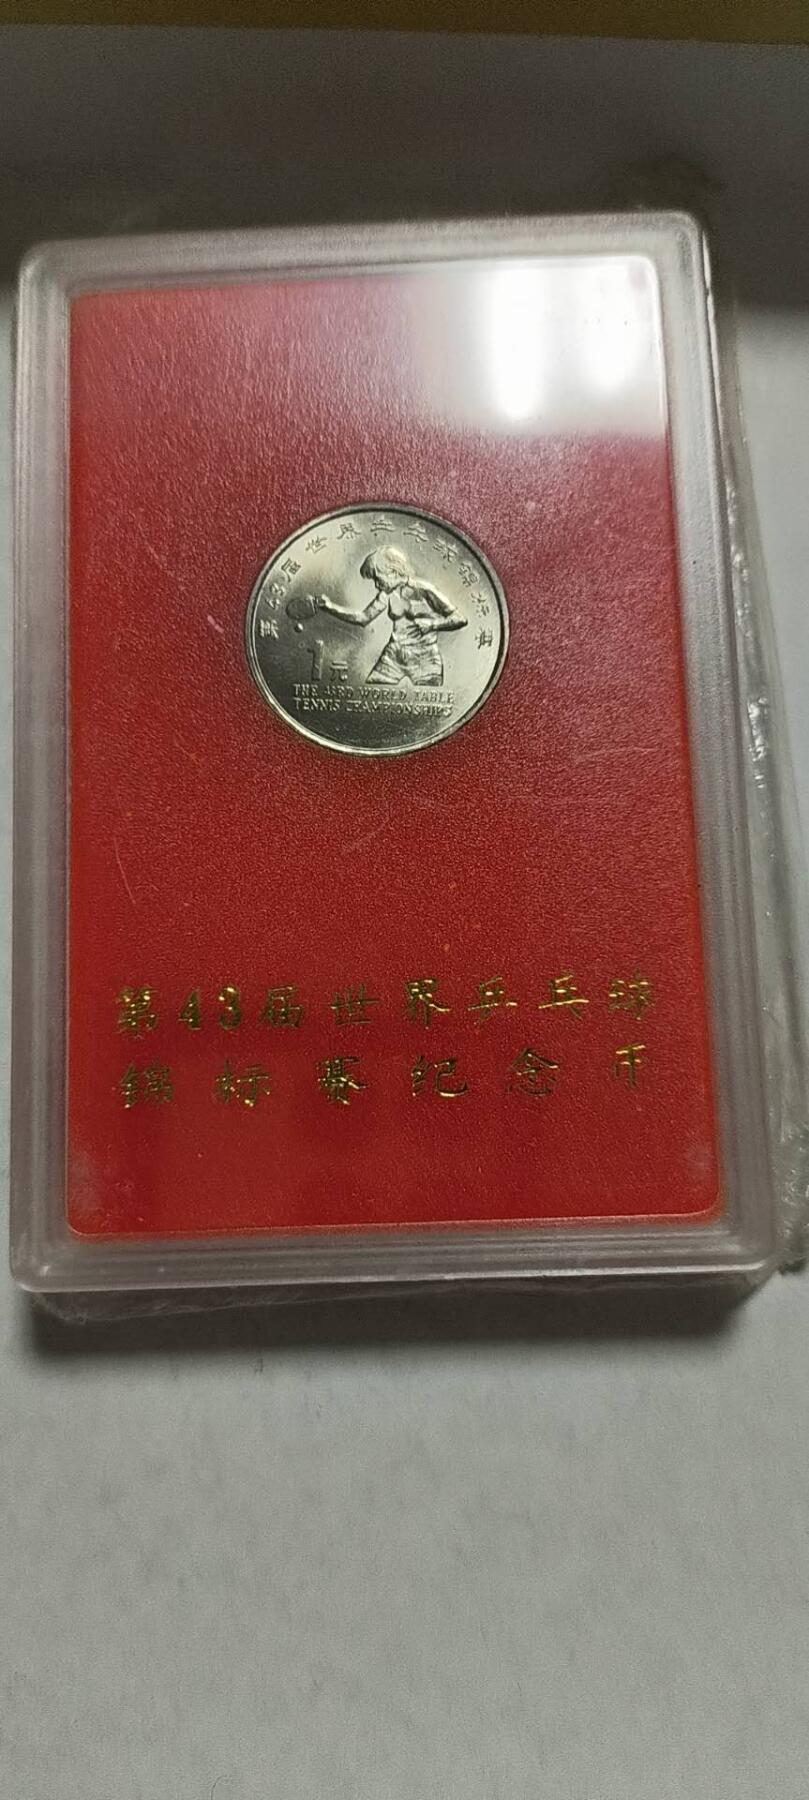 第43届世界乒乓球锦标赛
1元
THE 43RD WORLD TABLE
TENNIS CHAMPIONSHIPS
第43届世界乒乓球
锦标赛纪念币